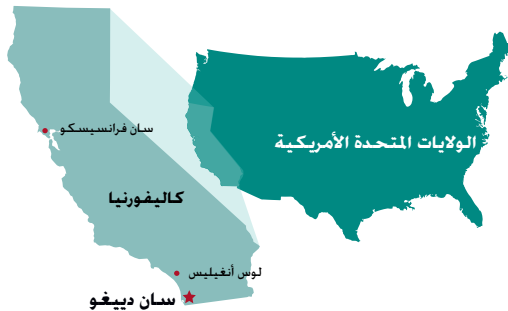 الولايات المتحدة الأمريكية
سان فرانسيسكو
كاليفورنيا
لوس أنغيليس
سان دييغو